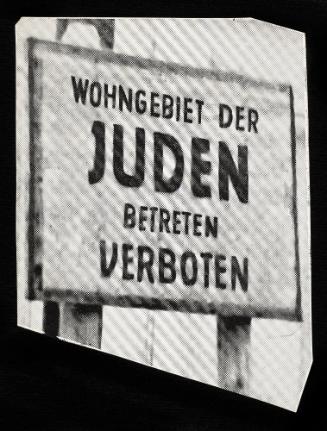 WOHNGEBIET DER
JUDEN
BETRETEN
VERBOTEN